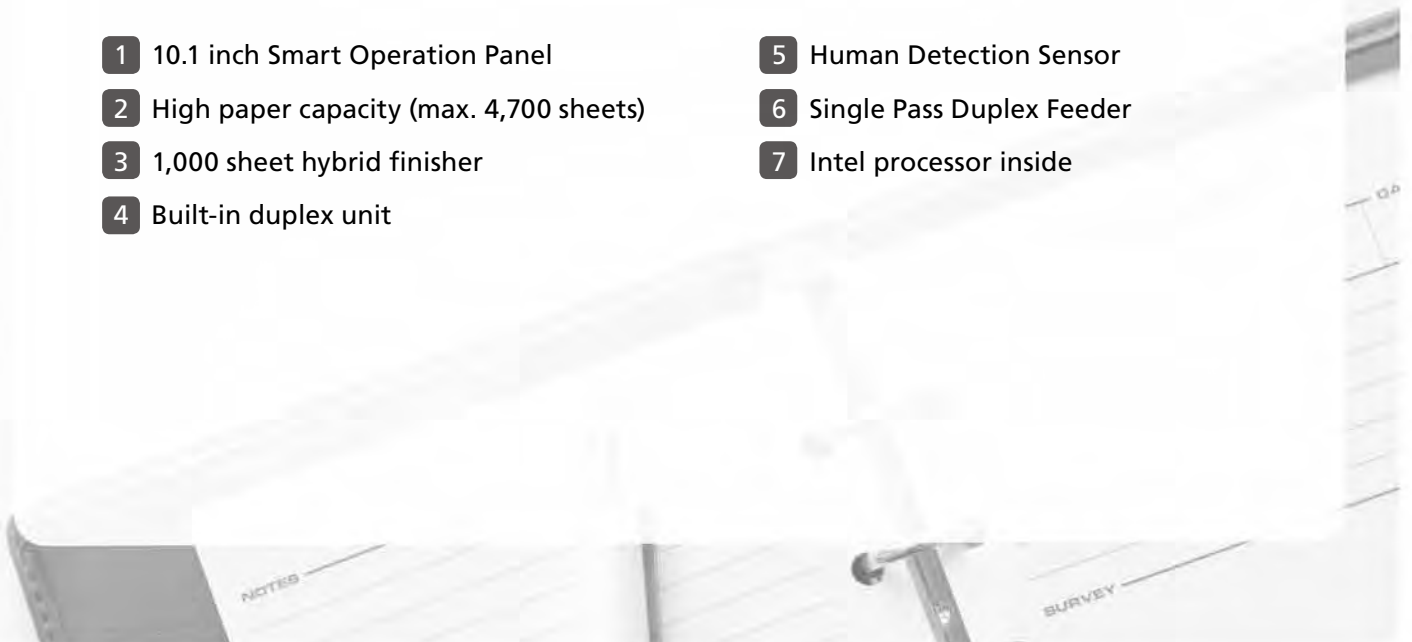 1 10.1 inch Smart Operation Panel
2 High paper capacity (max. 4,700 sheets)
3 1,000 sheet hybrid finisher
4 Built-in duplex unit
5 Human Detection Sensor
6 Single Pass Duplex Feeder
7 Intel processor inside
NOTES
SURVEY